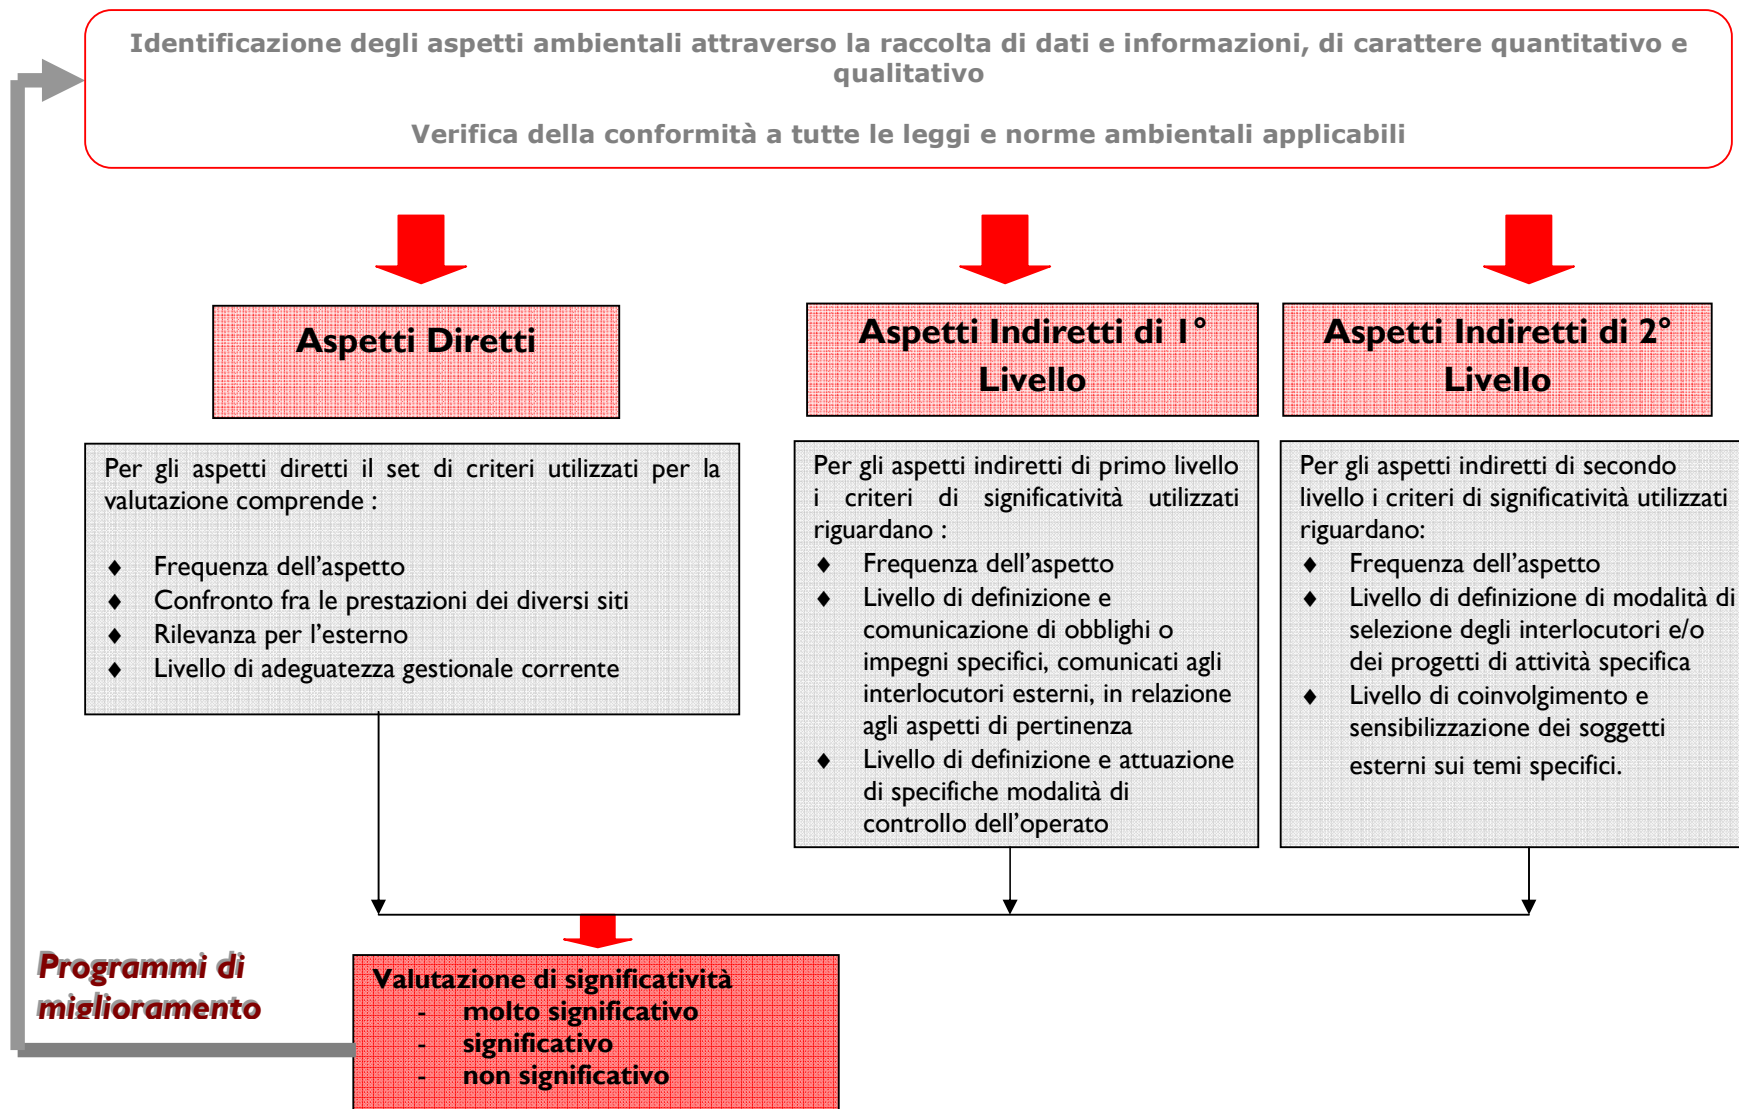 Identificazione degli aspetti ambientali attraverso la raccolta di dati e informazioni, di carattere quantitativo e
qualitativo
Verifica della conformità a tutte le leggi e norme ambientali applicabili
Aspetti Diretti
Aspetti Indiretti di 1°
Livello
Aspetti Indiretti di 2°
Livello
Per gli aspetti diretti il set di criteri utilizzati per la
valutazione comprende :
♦ Frequenza dell’aspetto
♦ Confronto fra le prestazioni dei diversi siti
♦ Rilevanza per l’esterno
♦ Livello di adeguatezza gestionale corrente
Per gli aspetti indiretti di primo livello
i criteri di significatività utilizzati
riguardano :
♦ Frequenza dell’aspetto
♦ Livello di definizione e
comunicazione di obblighi o
impegni specifici, comunicati agli
interlocutori esterni, in relazione
agli aspetti di pertinenza
♦ Livello di definizione e attuazione
di specifiche modalità di
controllo dell’operato
Per gli aspetti indiretti di secondo
livello i criteri di significatività utilizzati
riguardano:
♦ Frequenza dell’aspetto
♦ Livello di definizione di modalità di
selezione degli interlocutori e/o
dei progetti di attività specifica
♦ Livello di coinvolgimento e
sensibilizzazione dei soggetti
esterni sui temi specifici.
Programmi di
miglioramento
Valutazione di significatività
- molto significativo
- significativo
- non significativo